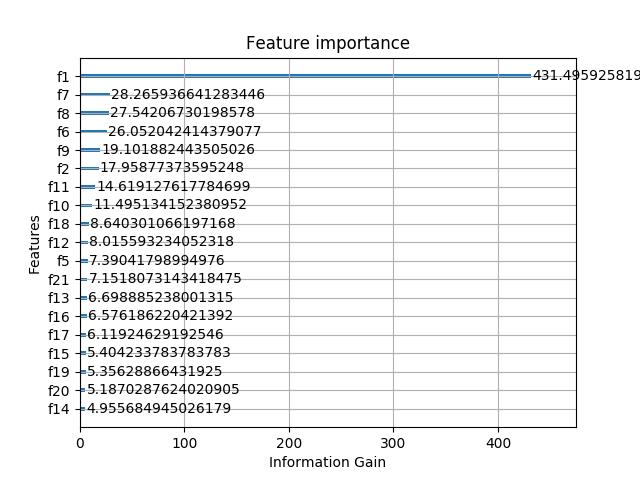 Feature importance
f1 431.495925819
f7 28.265936641283446
f8 27.54206730198578
f6 26.052042414379077
f9 19.101882443505026
f2 17.95877373595248
f11 14.619127617784699
f10 11.495134152380952
f18 8.640301066197168
f12 8.015593234052318
f5 7.39041798994976
f21 7.1518073143418475
f13 6.698885238001315
f16 6.576186220421392
f17 6.11924629192546
f15 5.404233783783783
f19 5.35628866431925
f20 5.1870287624020905
f14 4.955684945026179
Features
0 100 200 300 400
Information Gain